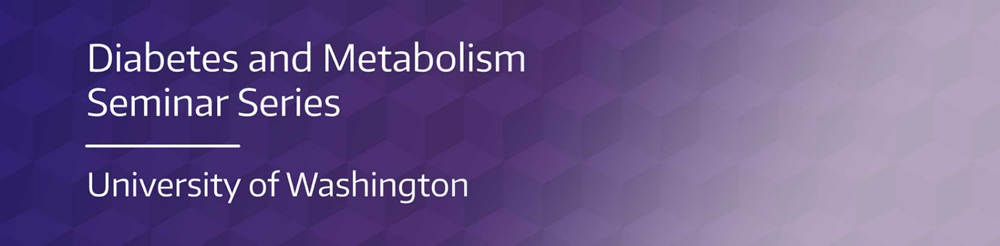 Diabetes and Metabolism
Seminar Series
University of Washington